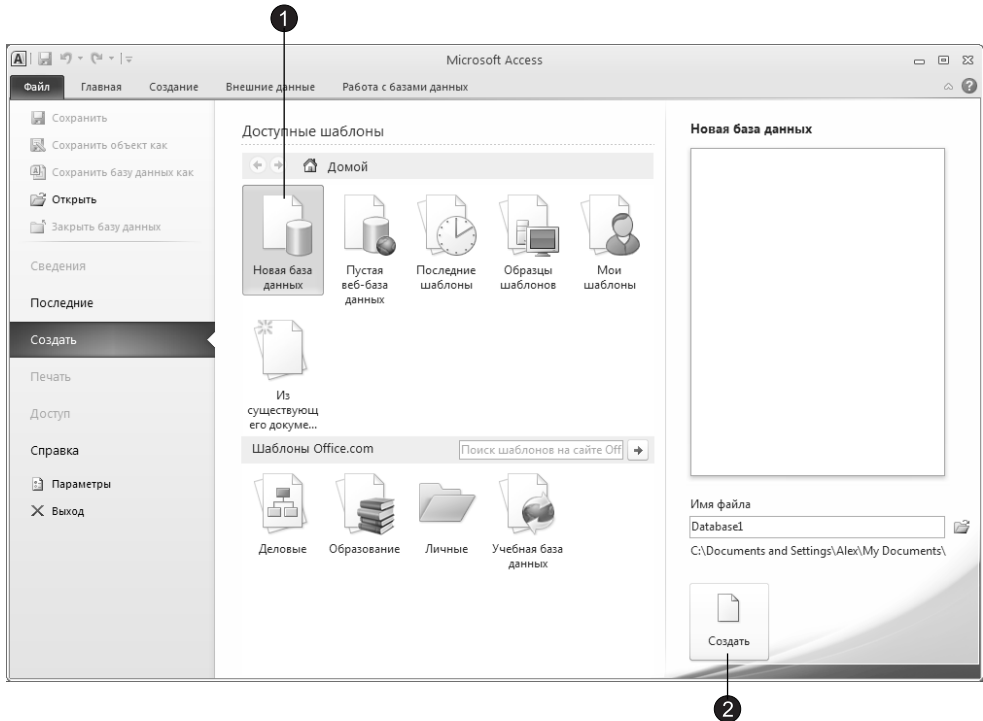 1
A
Microsoft Access
Файл Главная Создание Внешние данные Работа с базами данных
?
Сохранить
Сохранить объект как
Сохранить базу данных как
Открыть
Закрыть базу данных
Сведения
Последние
Создать
Печать
Доступ
Справка
Параметры
Выход
Доступные шаблоны
Домой
Новая база
данных
Пустая
веб-база
данных
Последние
шаблоны
Образцы
шаблонов
Мои
шаблоны
Из
существующ
его докуме...
Шаблоны Office.com
Поиск шаблонов на сайте Off
Деловые
Образование
Личные
Учебная база
данных
Новая база данных
Имя файла
Database1
C:\Documents and Settings\Alex\My Documents\
Создать
2